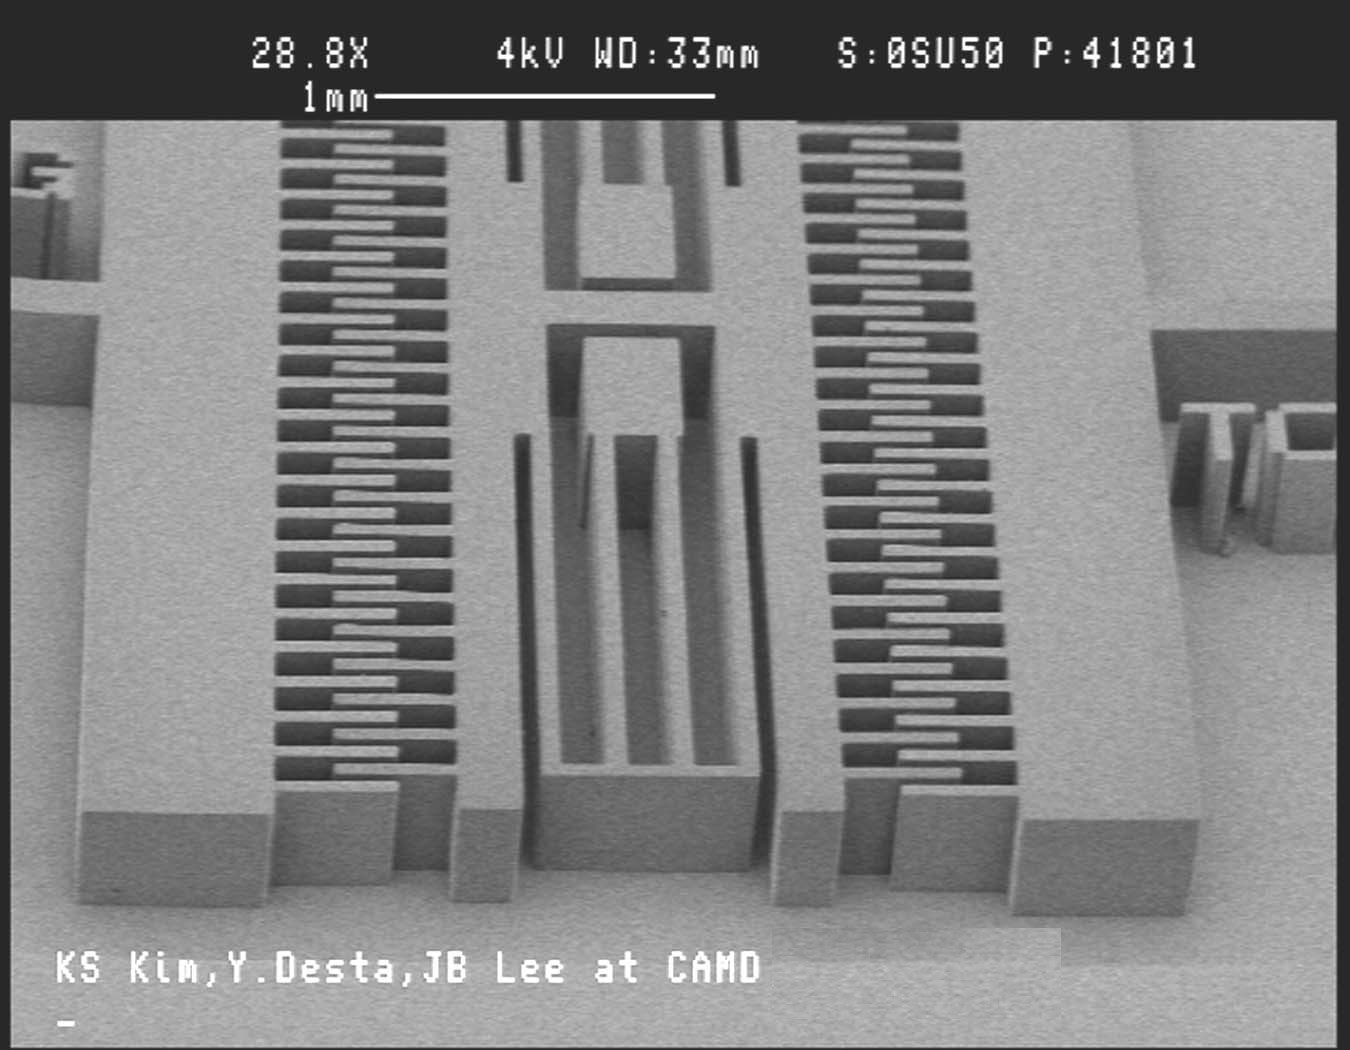 28.8X 4kV WD:33mm S:0SU50 P:41801
1mm
KS Kim,Y.Desta,JB Lee at CAMD